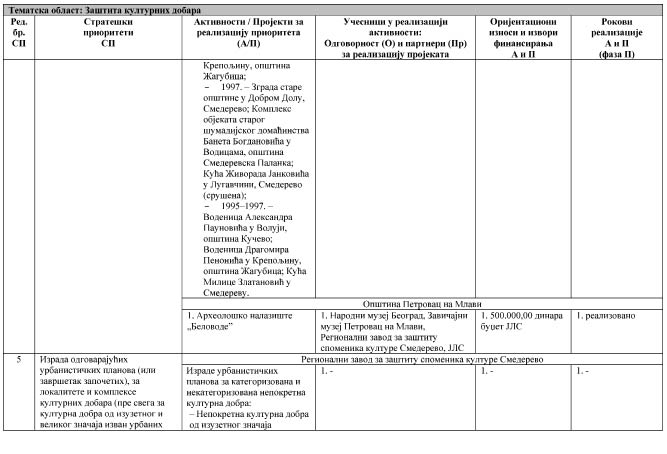 Тематска област: Заштита културних добара
Ред. бр. СП
Стратешки приоритети СП
Активности / Пројекти за реализацију приоритета (А/П)
Учесници у реализацији активности: Одговорност (О) и партнери (Пр) за реализацију пројеката
Оријентациони износи и извори финансирања А и П
Рокови реализације А и П (фаза II)
Крепољину, општина
Жагубица;
− 1997. – Зграда старе
општине у Добром Долу,
Смедерево; Комплекс
објеката старог
шумадијског домаћинства
Банета Богдановића у
Водицама, општина
Смедеревска Паланка;
Кућа Живорада Јанковића
у Лугавчини, Смедерево
(срушена);
− 1995–1997. –
Воденица Александра
Пауновића у Волуји,
општина Кучево;
Воденица Драгомира
Пенонића у Крепољину,
општина Жагубица; Кућа
Милице Златановић у
Смедереву.
Општина Петровац на Млави
1. Археолошко налазиште
„Беловоде”
1. Народни музеј Београд, Завичајни
музеј Петровац на Млави,
Регионални завод за заштиту
споменика културе Смедерево, ЈЛС
1. 500.000,00 динара
буџет ЈЛС
1. реализовано
5
Израда одговарајућих
урбанистичких планова (или
завршетак започетих), за
локалитете и комплексе
културних добара (пре свега за
културна добра од изузетног и
великог значаја изван урбаних
Регионални завод за заштиту споменика културе Смедерево
Израде урбанистичких
планова за категоризована и
некатегоризована непокретна
културна добра:
– Непокретна културна добра
од изузетног значаја
1. -
1. -
1. -